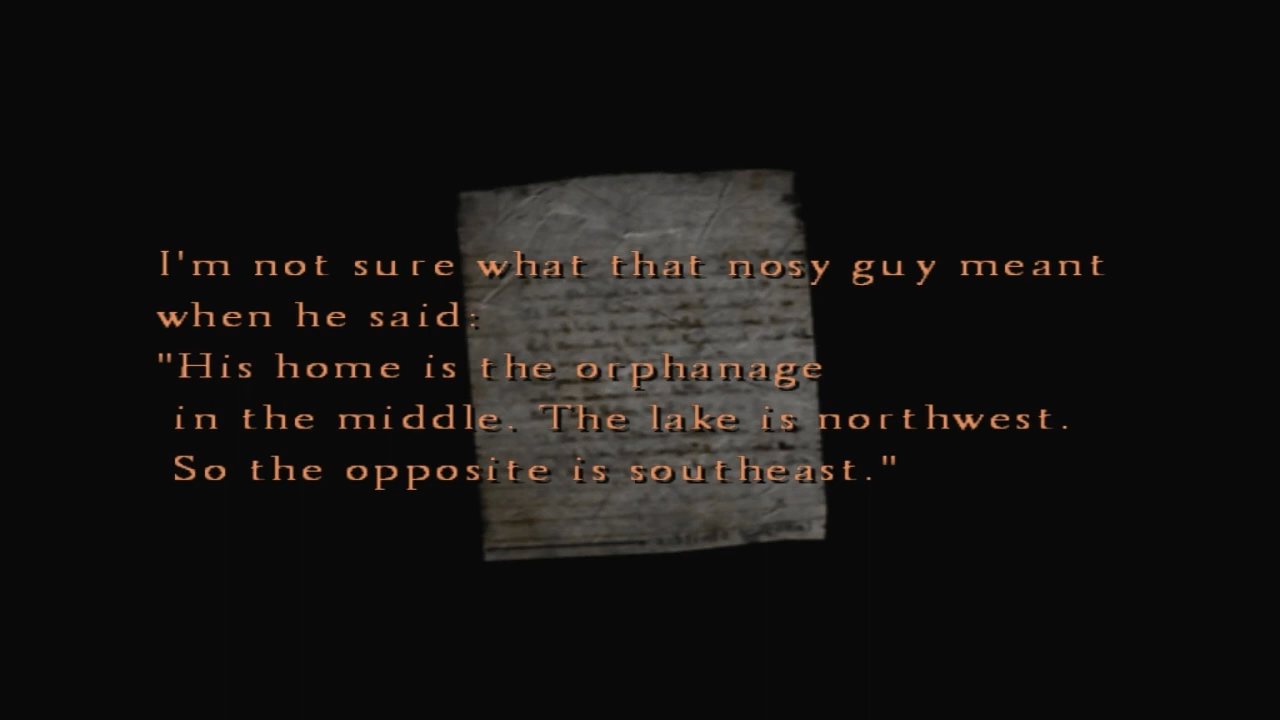 I'm not sure what that nosy guy meant
when he said:
"His home is the orphanage
in the middle. The lake is northwest.
So the opposite is southeast."